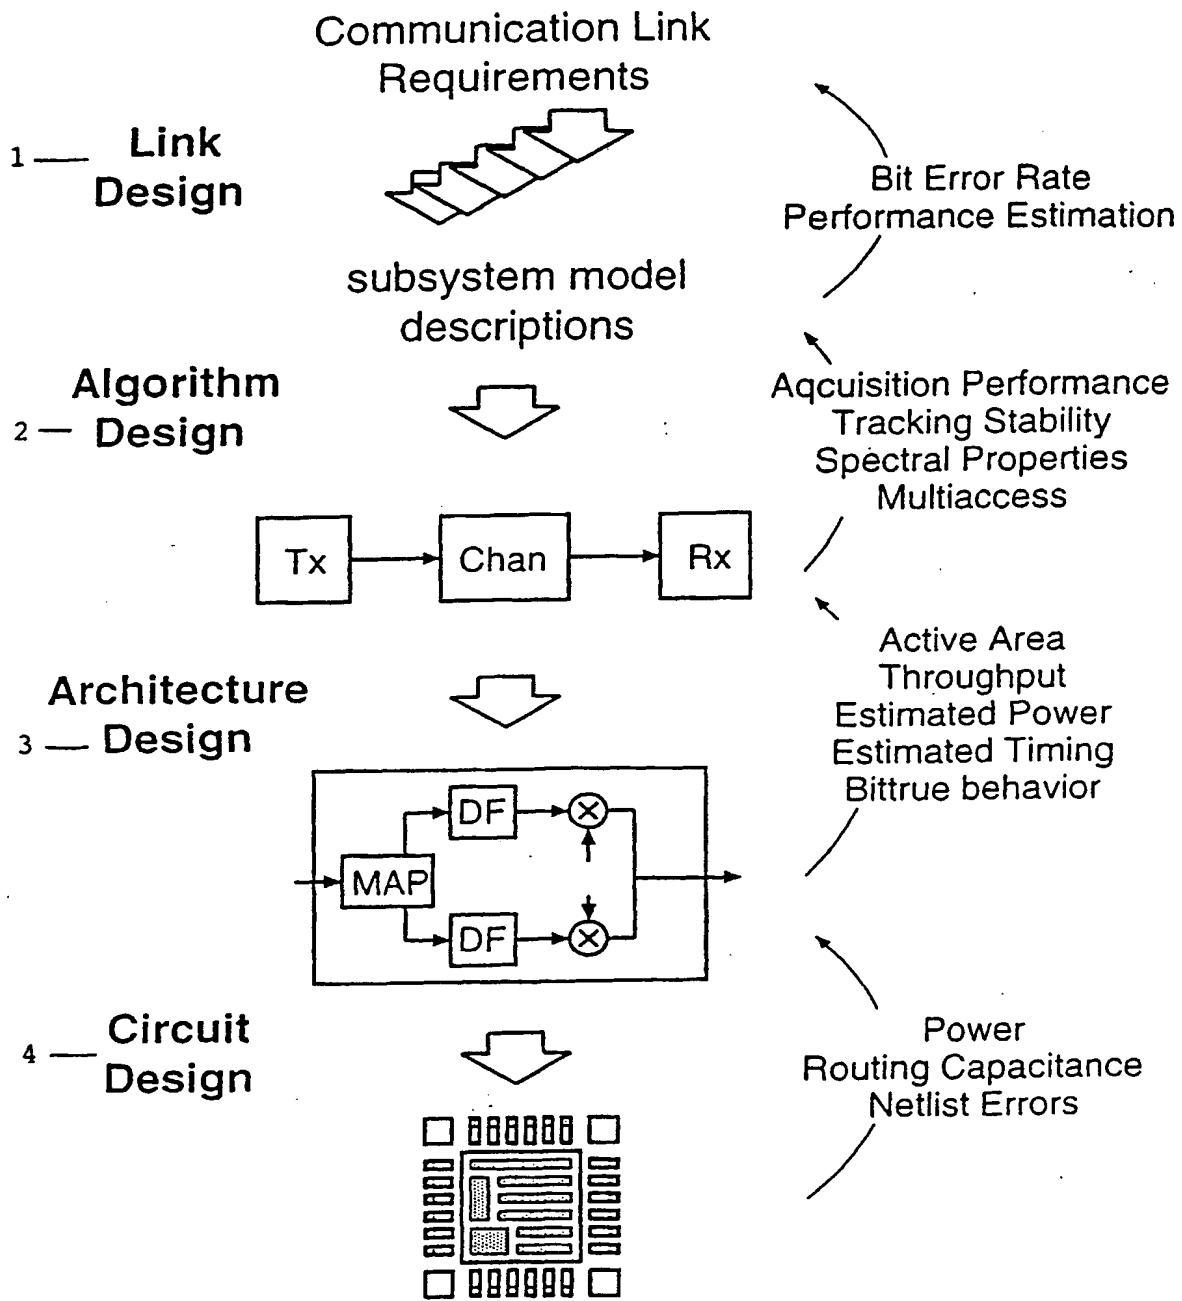 Communication Link
Requirements
1
Link
Design
Bit Error Rate
Performance Estimation
subsystem model
descriptions
2
Algorithm
Design
Aqcuisition Performance
Tracking Stability
Spectral Properties
Multiaccess
Tx
Chan
Rx
3
Architecture
Design
Active Area
Throughput
Estimated Power
Estimated Timing
Bittrue behavior
DF
MAP
DF
4
Circuit
Design
Power
Routing Capacitance
Netlist Errors